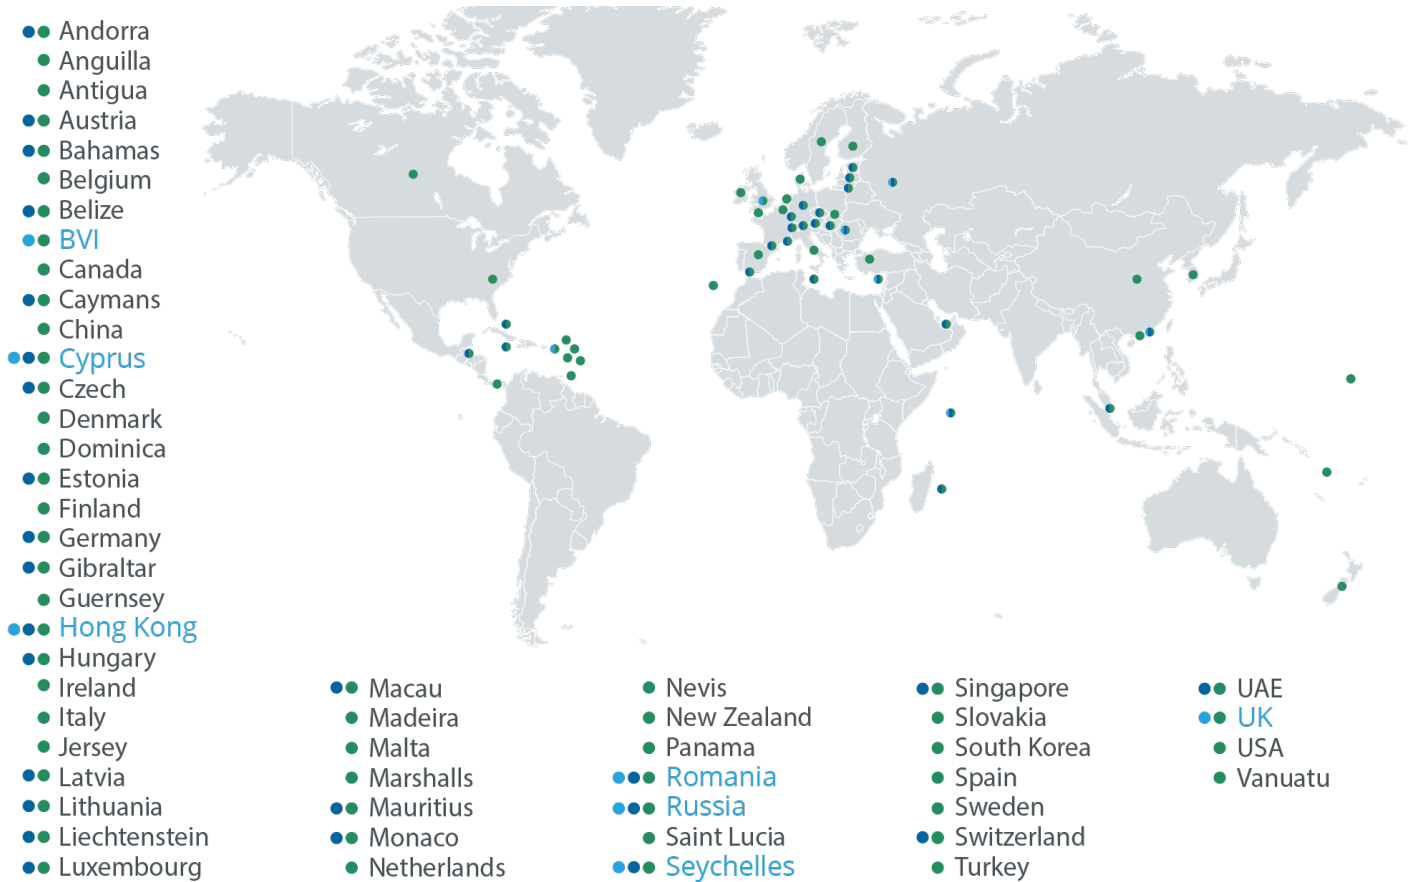 Andorra
Anguilla
Antigua
Austria
Bahamas
Belgium
Belize
BVI
Canada
Caymans
China
Cyprus
Czech
Denmark
Dominica
Estonia
Finland
Germany
Gibraltar
Guernsey
Hong Kong
Hungary
Ireland
Italy
Jersey
Latvia
Lithuania
Liechtenstein
Luxembourg
Macau
Madeira
Malta
Marshalls
Mauritius
Monaco
Netherlands
Nevis
New Zealand
Panama
Romania
Russia
Saint Lucia
Seychelles
Singapore
Slovakia
South Korea
Spain
Sweden
Switzerland
Turkey
UAE
UK
USA
Vanuatu